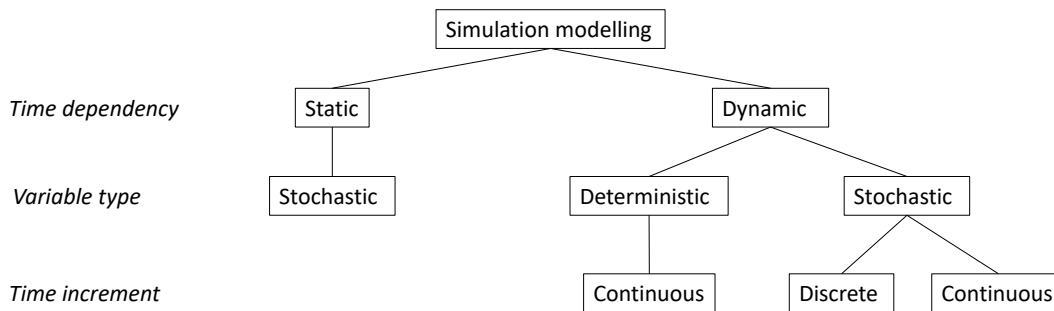 Simulation modelling
Time dependency
Static
Dynamic
Variable type
Stochastic
Deterministic
Stochastic
Time increment
Continuous
Discrete
Continuous